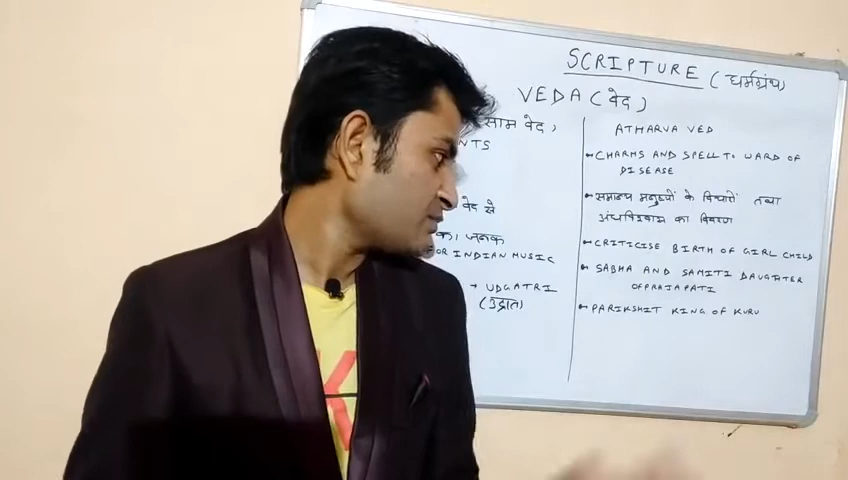 SCRIPTURE (धर्मग्रंथ)
VEDA (वेद)
साम वेद,
NTS
वेद से
का जनक
FOR INDIAN MUSIC
→ UDGATRI
(उद्गाता)
ATHARVA VED
CHARMS AND SPELL TO WARD OF
DISEASE
मनुष्यों के विचारों तथा
अंधविश्वास का विवरण
CRITICISE BIRTH OF GIRL CHILD
SABHA AND SAMITI DAUGHTER
OF PRAJAPATI
PARIKSHIT KING OF KURU